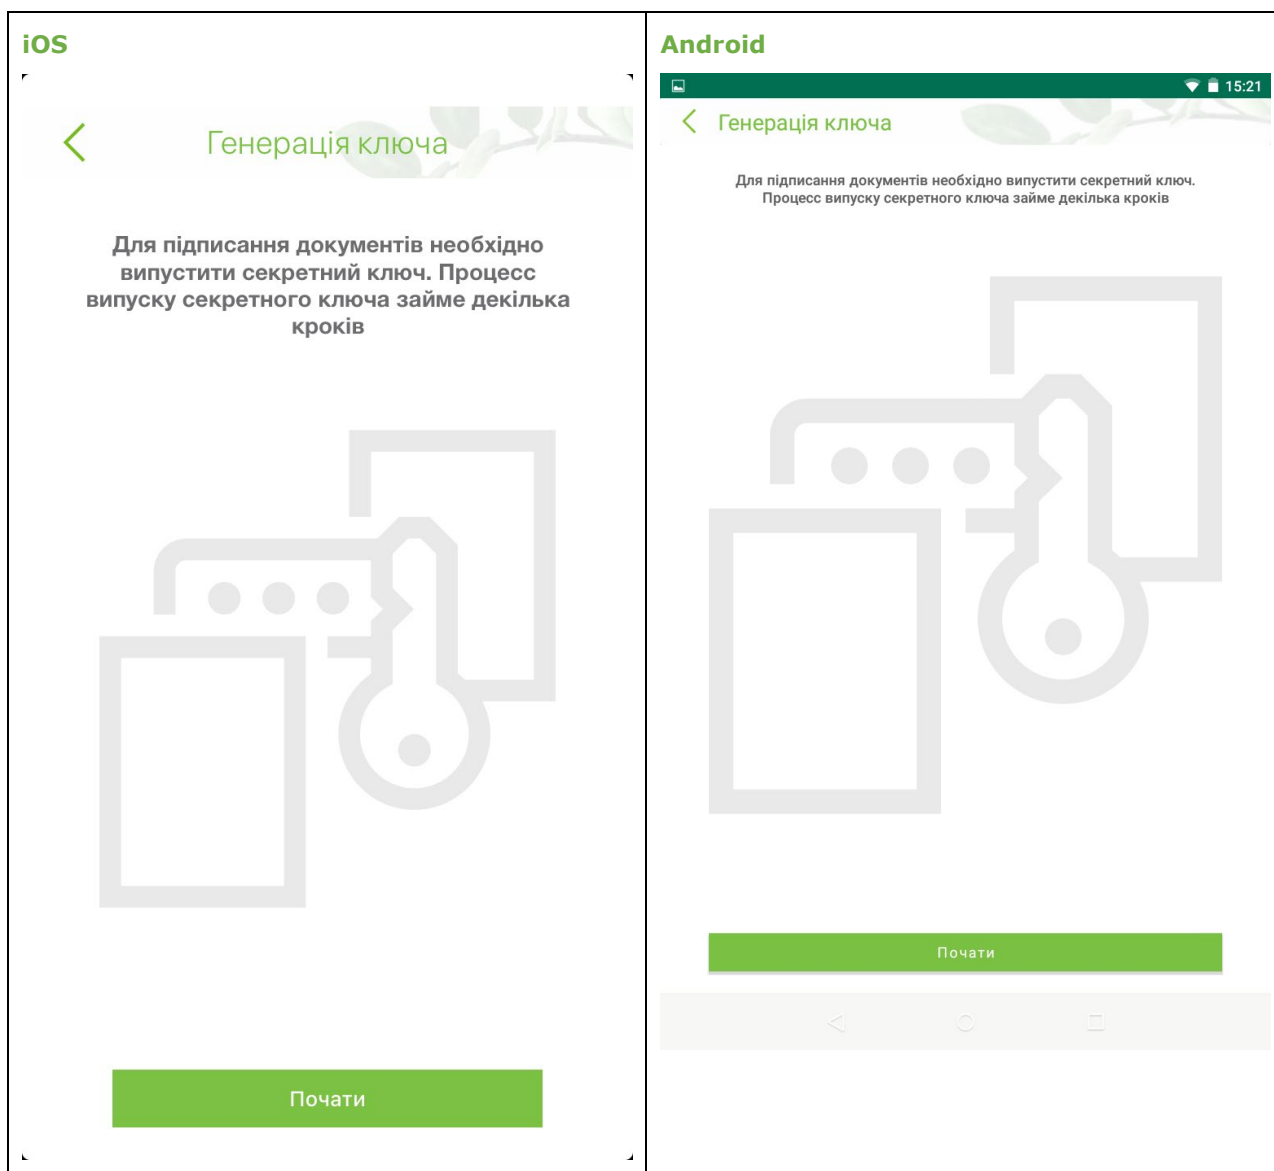 iOS
Генерація ключа
Для підписання документів необхідно
випустити секретний ключ. Процесс
випуску секретного ключа займе декілька
кроків
Почати
Android
15:21
Генерація ключа
Для підписання документів необхідно випустити секретний ключ.
Процесс випуску секретного ключа займе декілька кроків
Почати